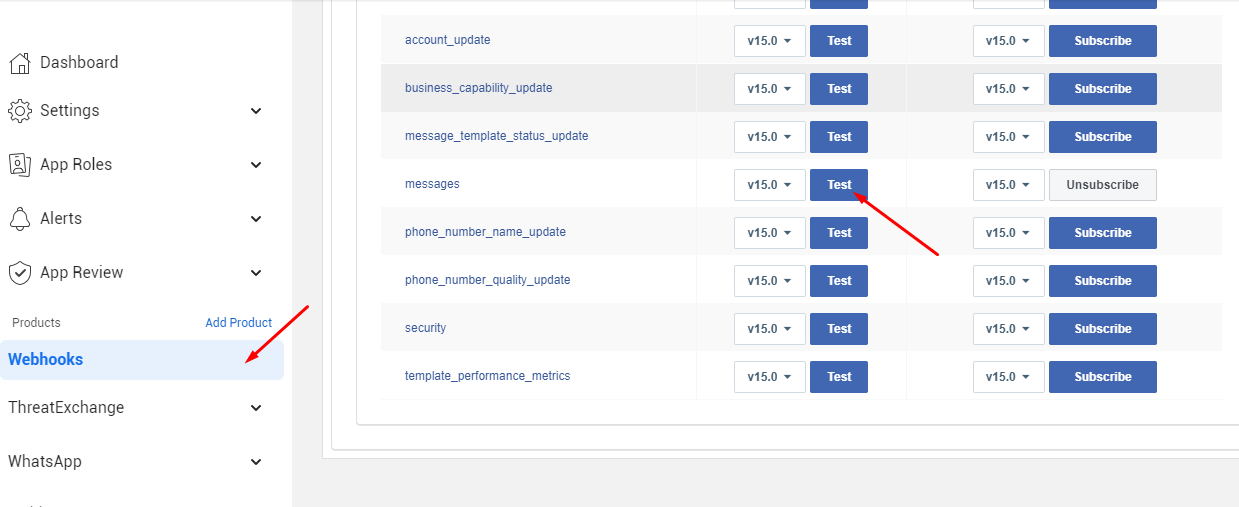 Dashboard
Settings
App Roles
Alerts
App Review
Products Add Product
Webhooks
ThreatExchange
WhatsApp
account_update v15.0 Test v15.0 Subscribe
business_capability_update v15.0 Test v15.0 Subscribe
message_template_status_update v15.0 Test v15.0 Subscribe
messages v15.0 Test v15.0 Unsubscribe
phone_number_name_update v15.0 Test v15.0 Subscribe
phone_number_quality_update v15.0 Test v15.0 Subscribe
security v15.0 Test v15.0 Subscribe
template_performance_metrics v15.0 Test v15.0 Subscribe